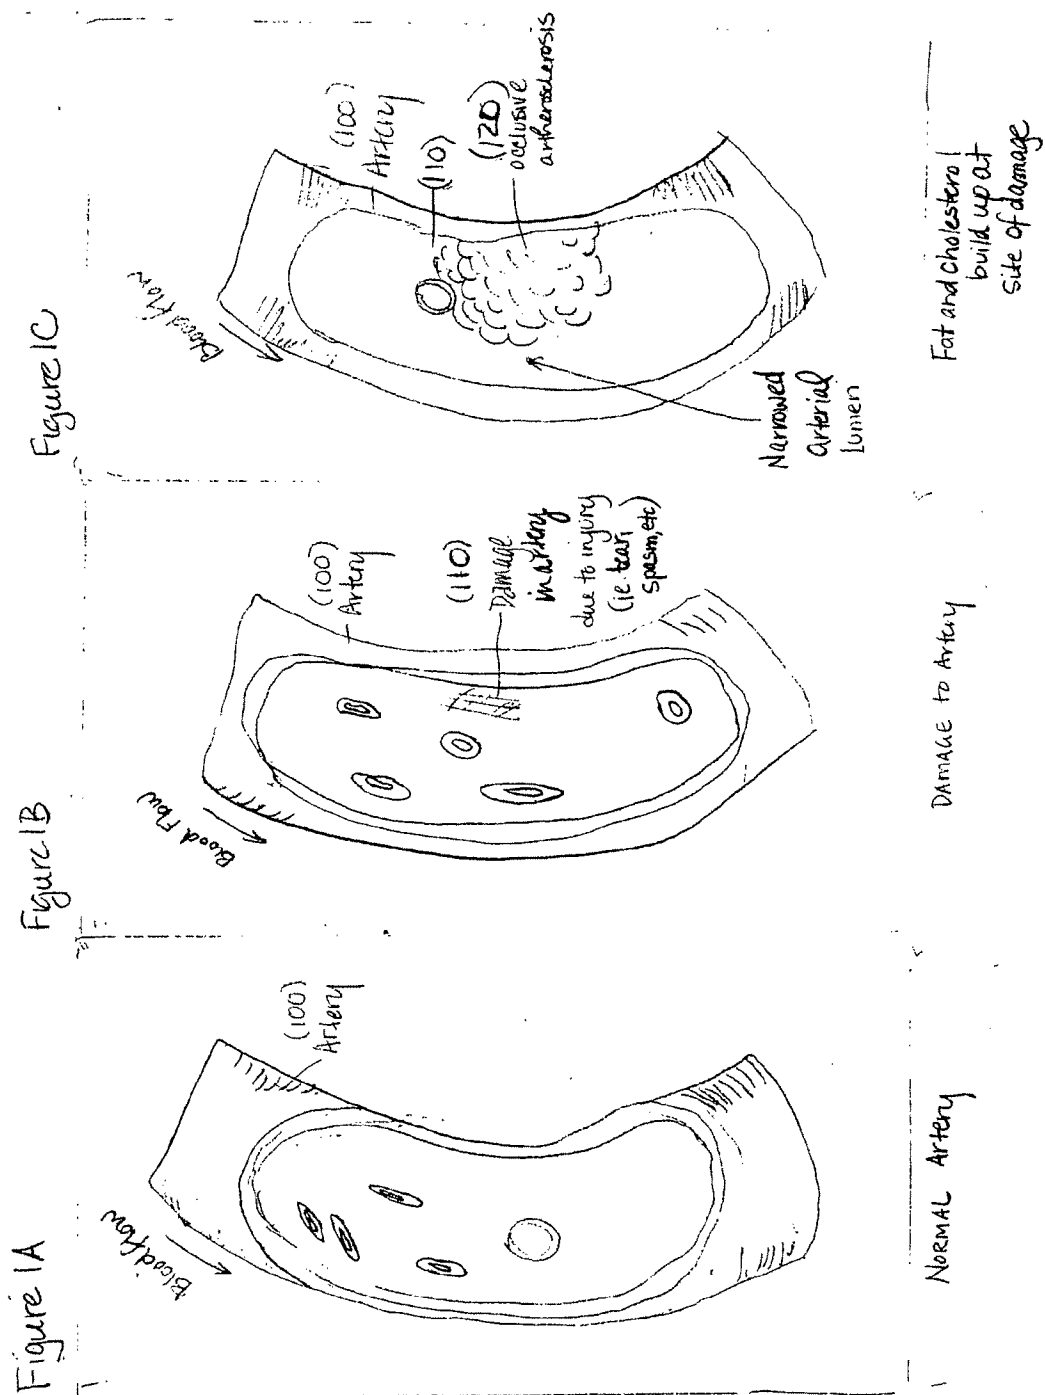 Figure 1A
Blood flow
(100)
Artery
NORMAL Artery
Figure 1B
Blood Flow
(100)
Artery
(110)
Damage
in artery
due to injury
(ie. tear,
spasm, etc)
DAMAGE to Artery
Figure 1C
Blood flow
(100)
Artery
(110)
(120)
occlusive
artherosclerosis
Narrowed
arterial
lumen
Fat and cholesterol
build up at
site of damage